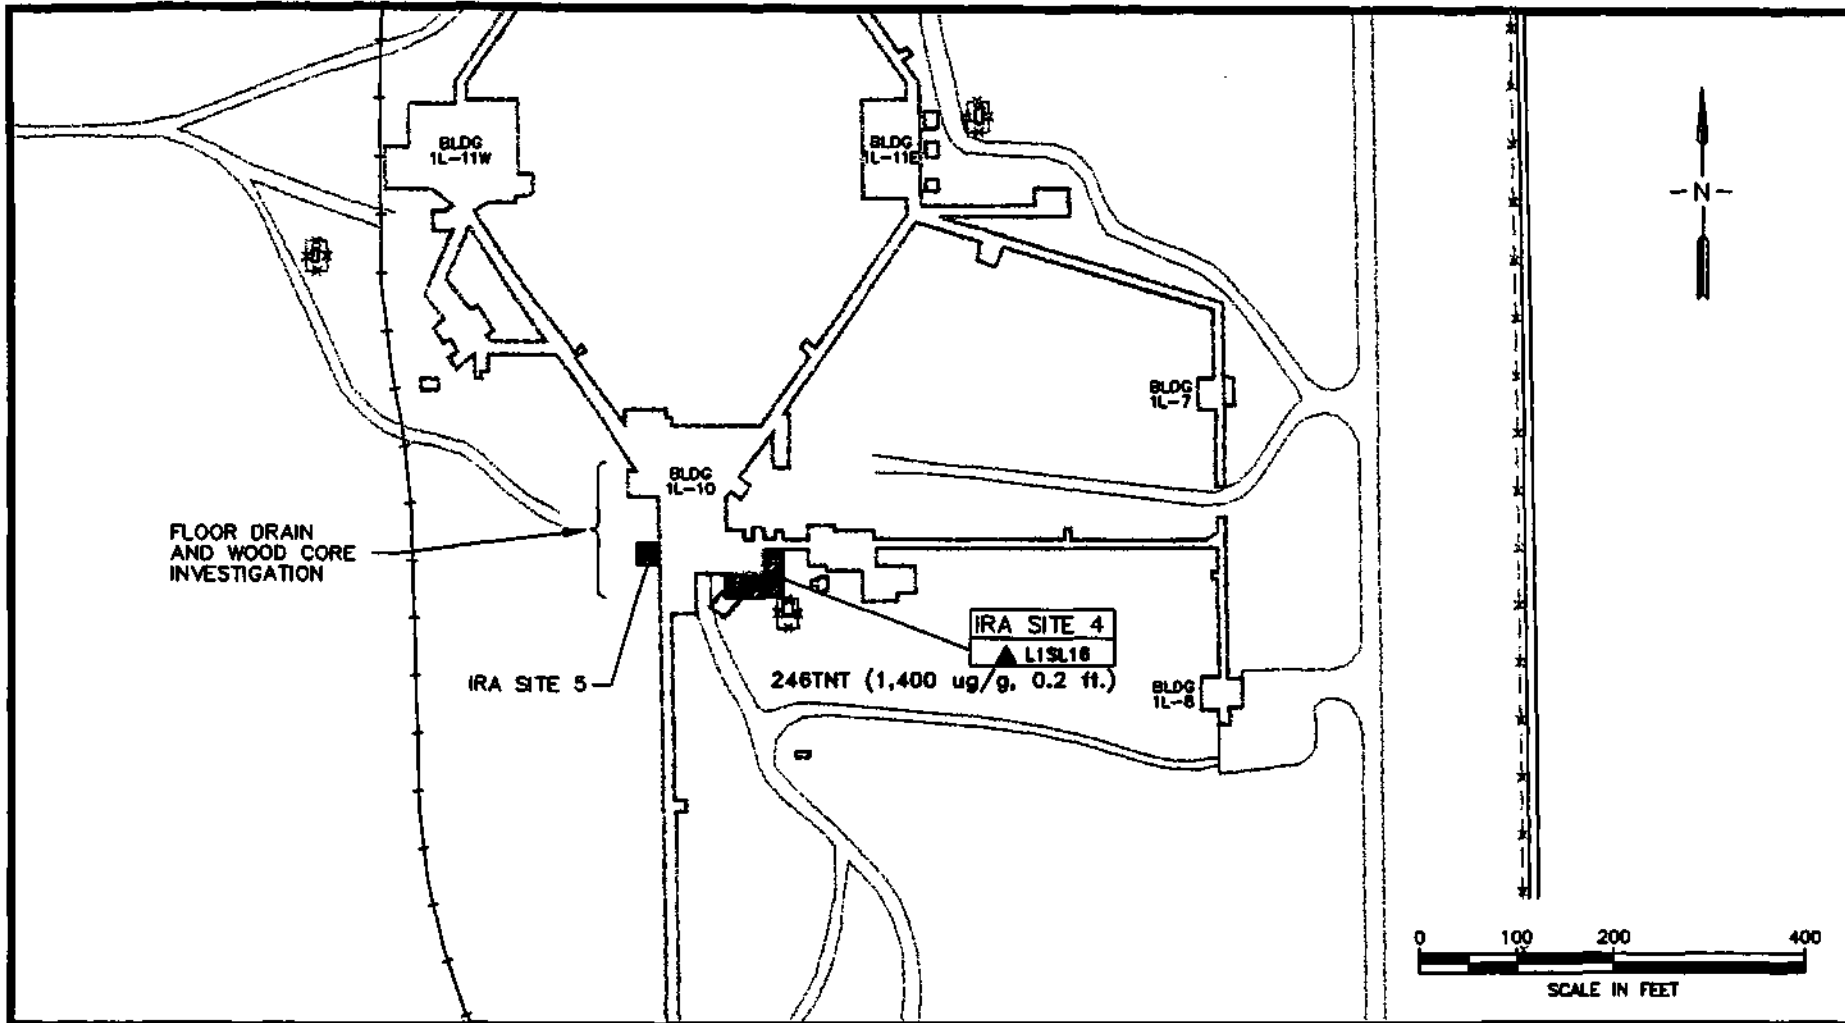 BLDG
1L-11W
BLDG
1L-11E
N
BLDG
1L-7
BLDG
1L-10
FLOOR DRAIN
AND WOOD CORE
INVESTIGATION
IRA SITE 4
L1SL16
IRA SITE 5
246TNT (1,400 ug/g, 0.2 ft.)
BLDG
1L-8
0 100 200 400
SCALE IN FEET